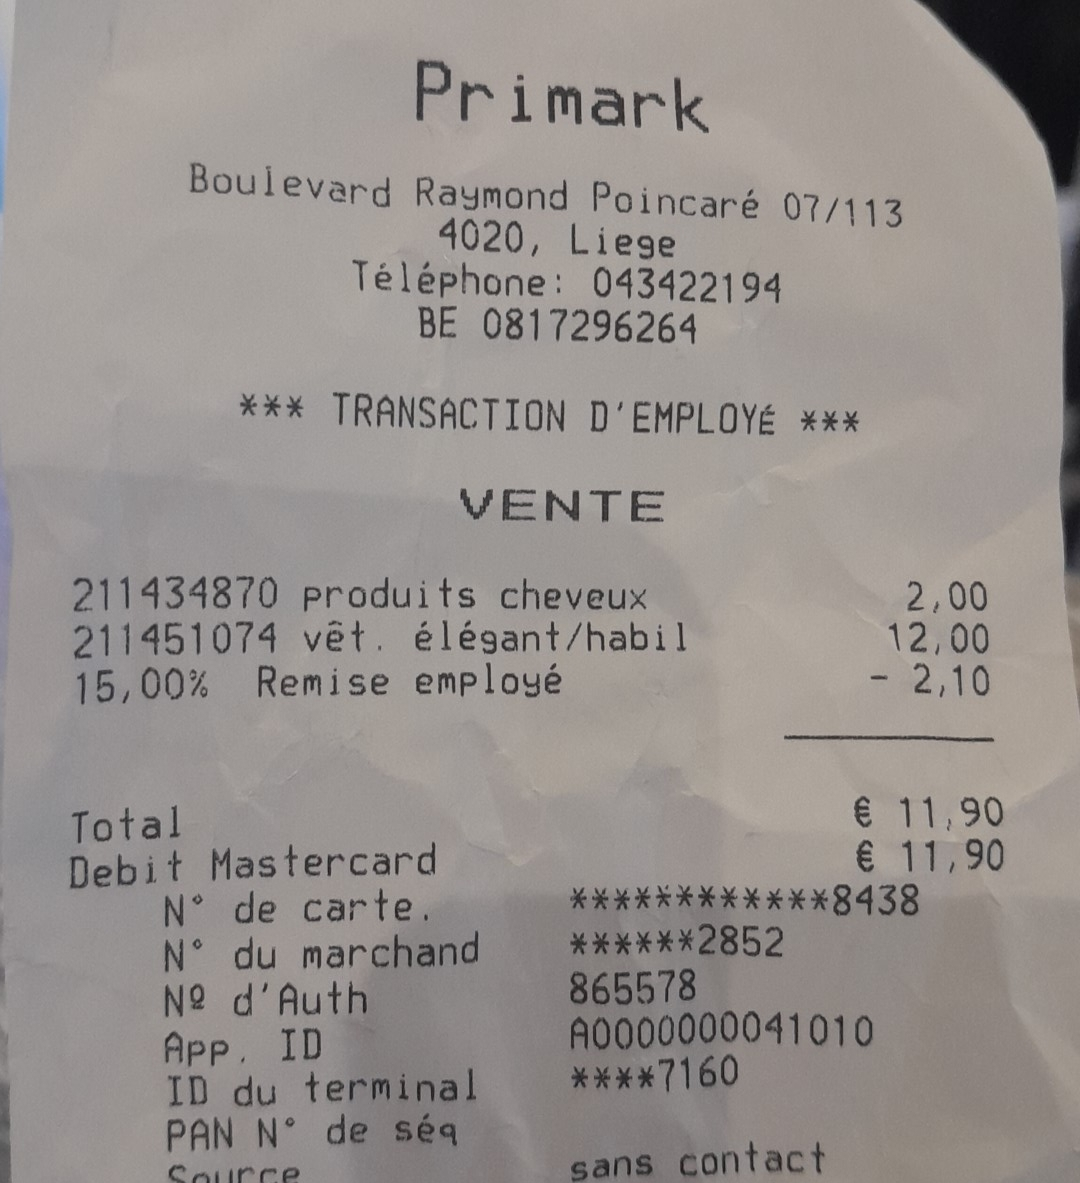 Primark
Boulevard Raymond Poincaré 07/113
4020, Liege
Téléphone: 043422194
BE 0817296264
*** TRANSACTION D'EMPLOYÉ ***
VENTE
211434870 produits cheveux 2,00
211451074 vêt. élégant/habil 12,00
15,00% Remise employé - 2,10
Total € 11,90
Debit Mastercard € 11,90
N° de carte. ************8438
N° du marchand ******2852
Nº d'Auth 865578
App. ID A0000000041010
ID du terminal ****7160
PAN N° de séq
Source sans contact